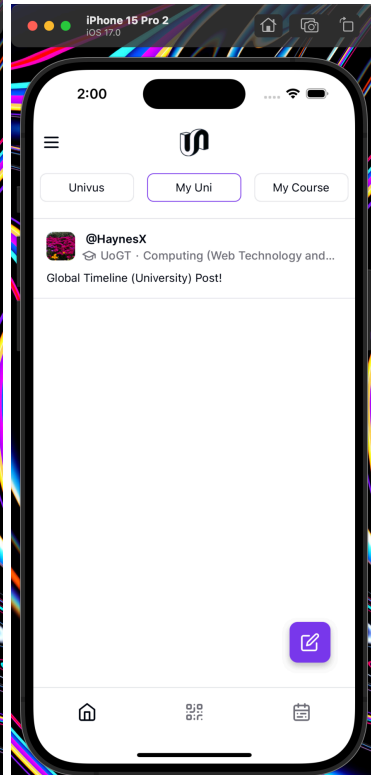 iPhone 15 Pro 2
iOS 17.0
2:00
Univus
My Uni
My Course
@HaynesX
UoGT · Computing (Web Technology and...
Global Timeline (University) Post!